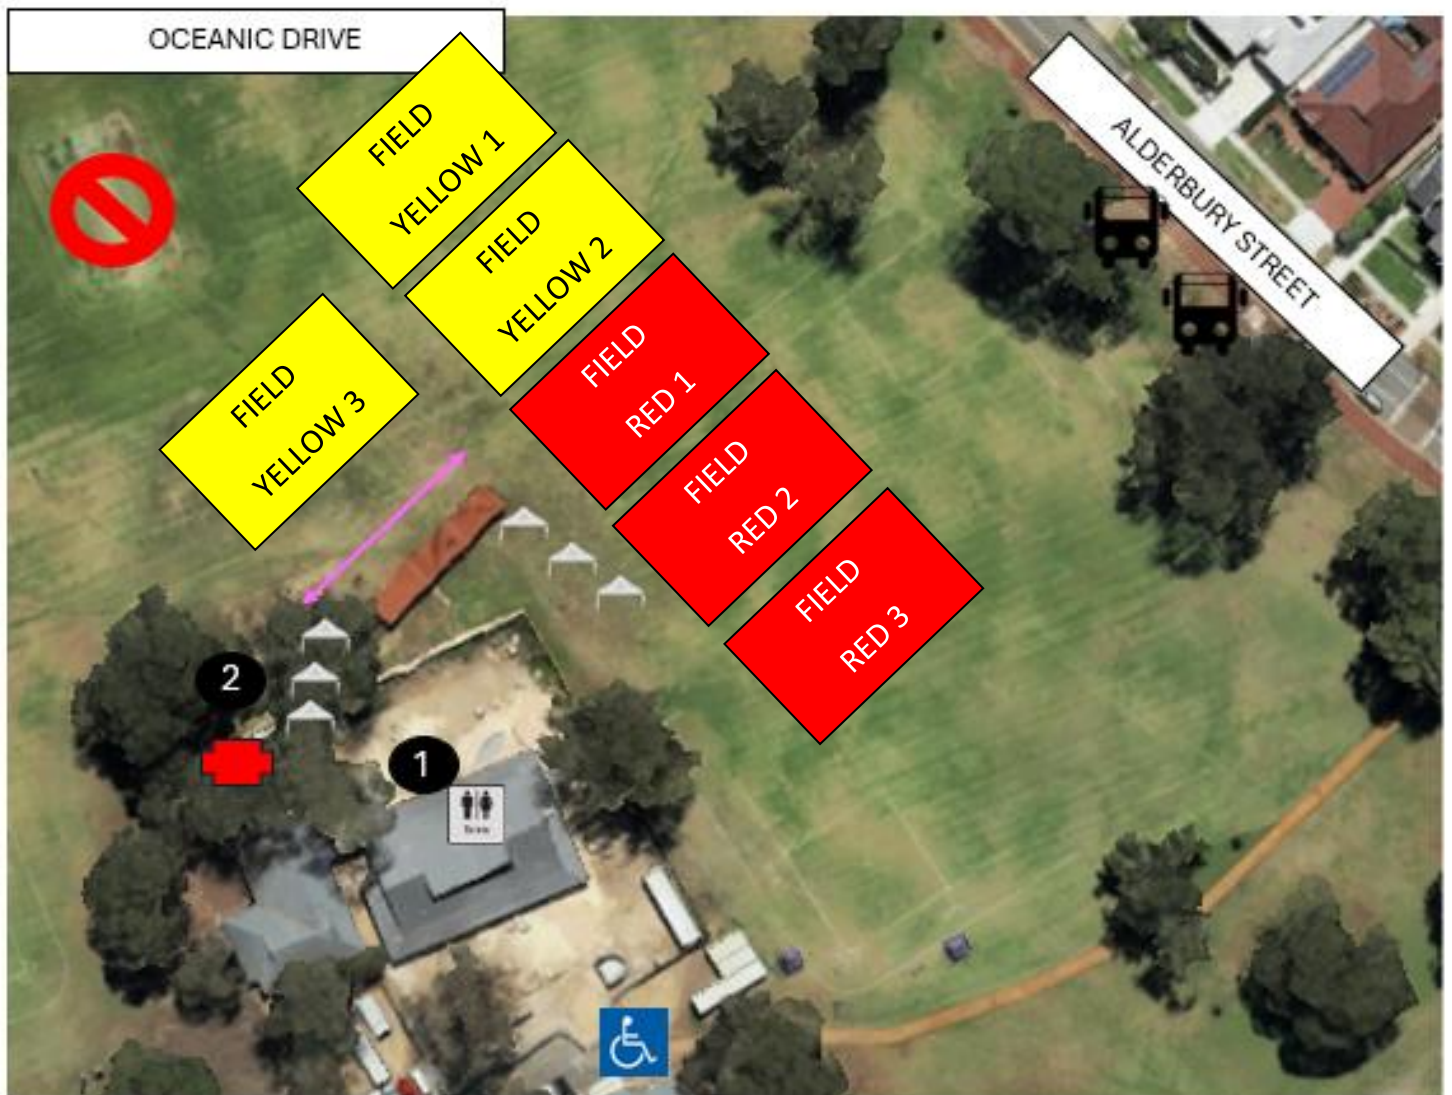 OCEANIC DRIVE
FIELD
YELLOW 1
FIELD
YELLOW 2
FIELD
YELLOW 3
FIELD
RED 1
FIELD
RED 2
FIELD
RED 3
ALDERBURY STREET
2
1